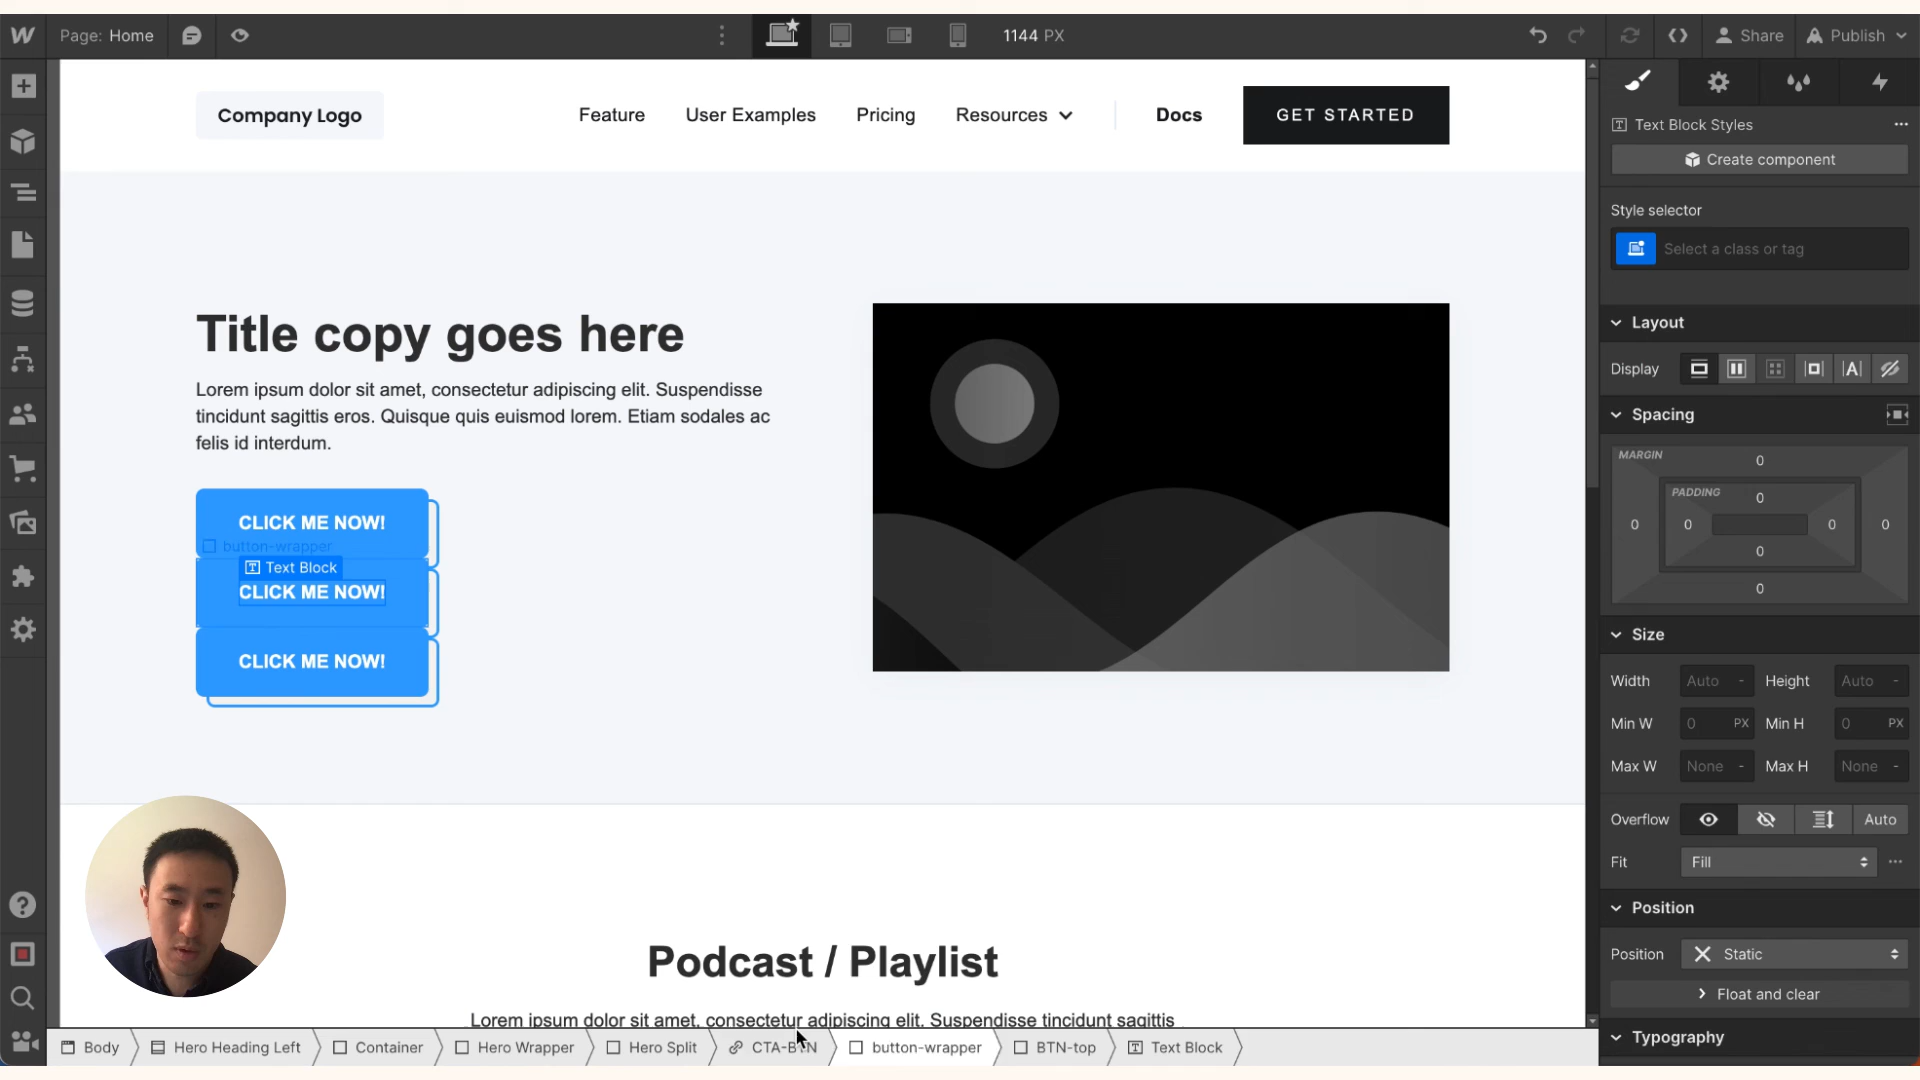 Page: Home
1144 PX
Share
Publish
Company Logo
Feature
User Examples
Pricing
Resources
Docs
GET STARTED
Title copy goes here
Lorem ipsum dolor sit amet, consectetur adipiscing elit. Suspendisse
tincidunt sagittis eros. Quisque quis euismod lorem. Etiam sodales ac
felis id interdum.
CLICK ME NOW!
button-wrapper
Text Block
CLICK ME NOW!
CLICK ME NOW!
Podcast / Playlist
Lorem ipsum dolor sit amet, consectetur adipiscing elit. Suspendisse tincidunt sagittis
Body
Hero Heading Left
Container
Hero Wrapper
Hero Split
CTA-BTN
button-wrapper
BTN-top
Text Block
Text Block Styles
Create component
Style selector
Select a class or tag
Layout
Display
Spacing
MARGIN
0
PADDING
0
0
0
0
0
0
0
Size
Width Auto - Height Auto -
Min W 0 PX Min H 0 PX
Max W None - Max H None -
Overflow Auto
Fit Fill
Position
Position Static
Float and clear
Typography